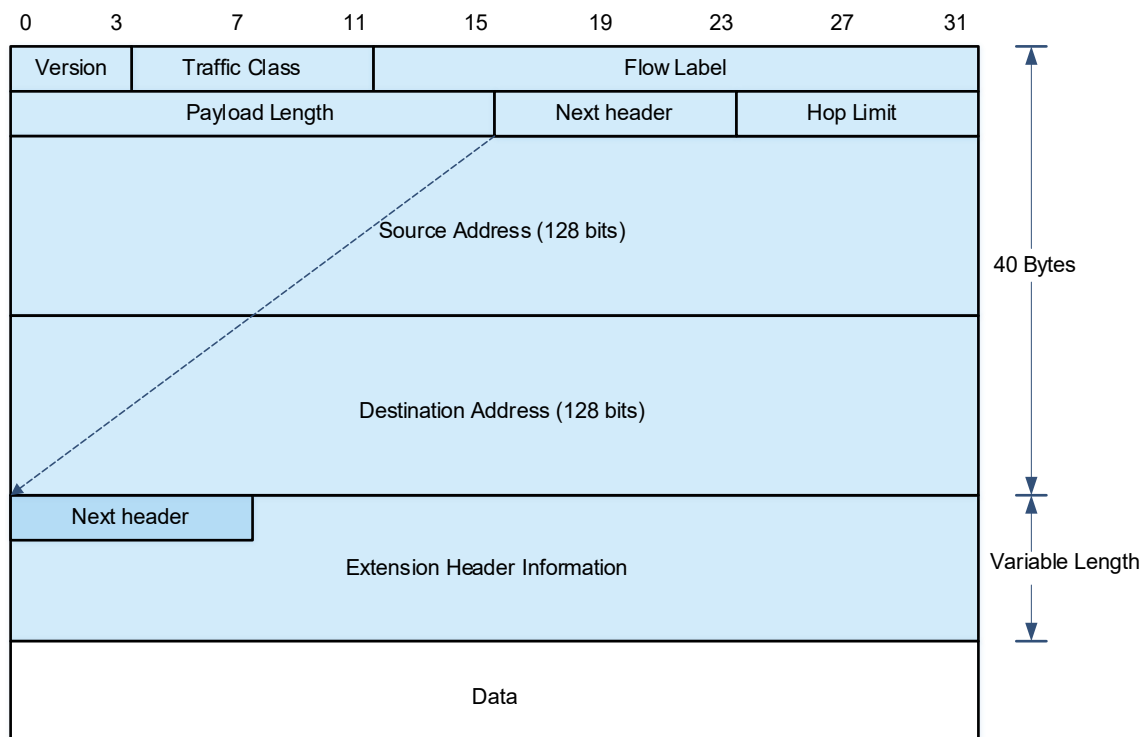 0 3 7 11 15 19 23 27 31
Version Traffic Class Flow Label
Payload Length Next header Hop Limit
Source Address (128 bits)
40 Bytes
Destination Address (128 bits)
Next header
Extension Header Information
Variable Length
Data